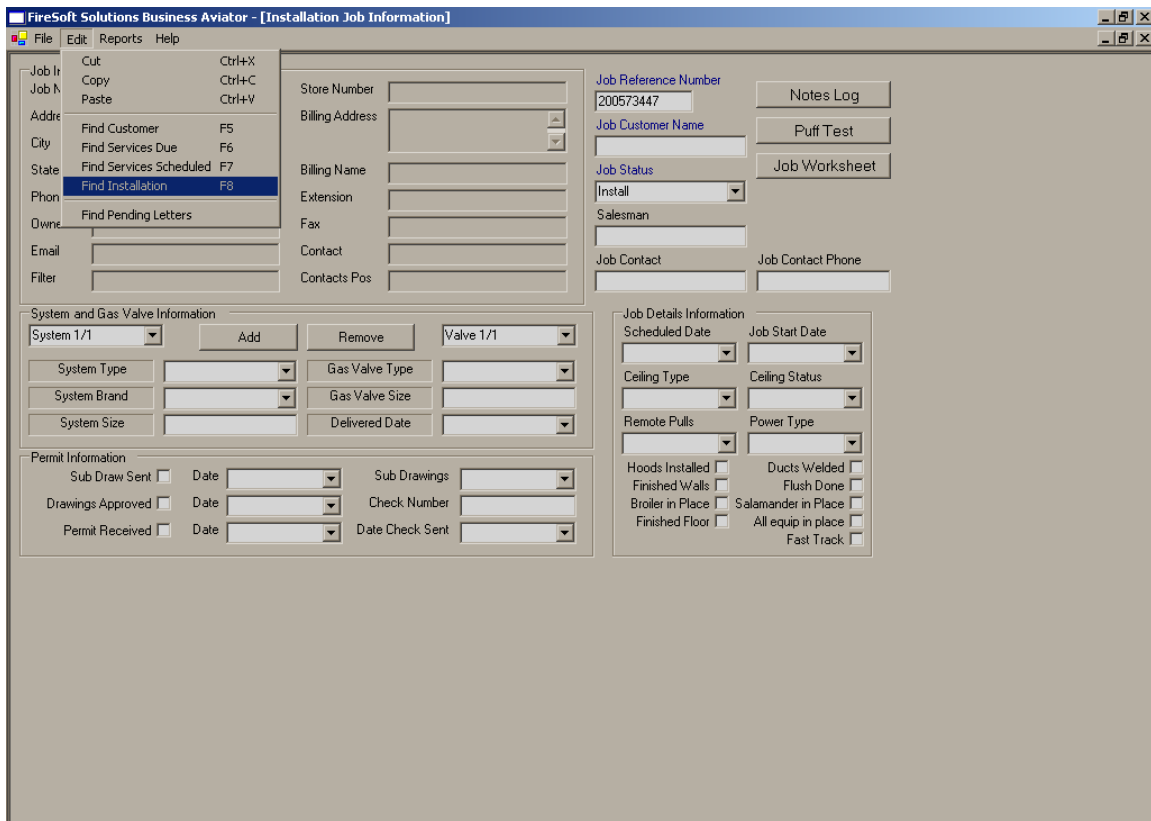 FireSoft Solutions Business Aviator - [Installation Job Information]
File Edit Reports Help
Cut Ctrl+X
Copy Ctrl+C
Paste Ctrl+V
Find Customer F5
Find Services Due F6
Find Services Scheduled F7
Find Installation F8
Find Pending Letters
Job In
Job N
Addre
City
State
Phon
Owne
Email
Filter
Store Number
Billing Address
Billing Name
Extension
Fax
Contact
Contacts Pos
Job Reference Number
200573447
Job Customer Name
Job Status
Install
Salesman
Job Contact Job Contact Phone
Notes Log
Puff Test
Job Worksheet
System and Gas Valve Information
System 1/1 Add Remove Valve 1/1
System Type Gas Valve Type
System Brand Gas Valve Size
System Size Delivered Date
Permit Information
Sub Draw Sent Date Sub Drawings
Drawings Approved Date Check Number
Permit Received Date Date Check Sent
Job Details Information
Scheduled Date Job Start Date
Ceiling Type Ceiling Status
Remote Pulls Power Type
Hoods Installed Ducts Welded
Finished Walls Flush Done
Broiler in Place Salamander in Place
Finished Floor All equip in place
Fast Track